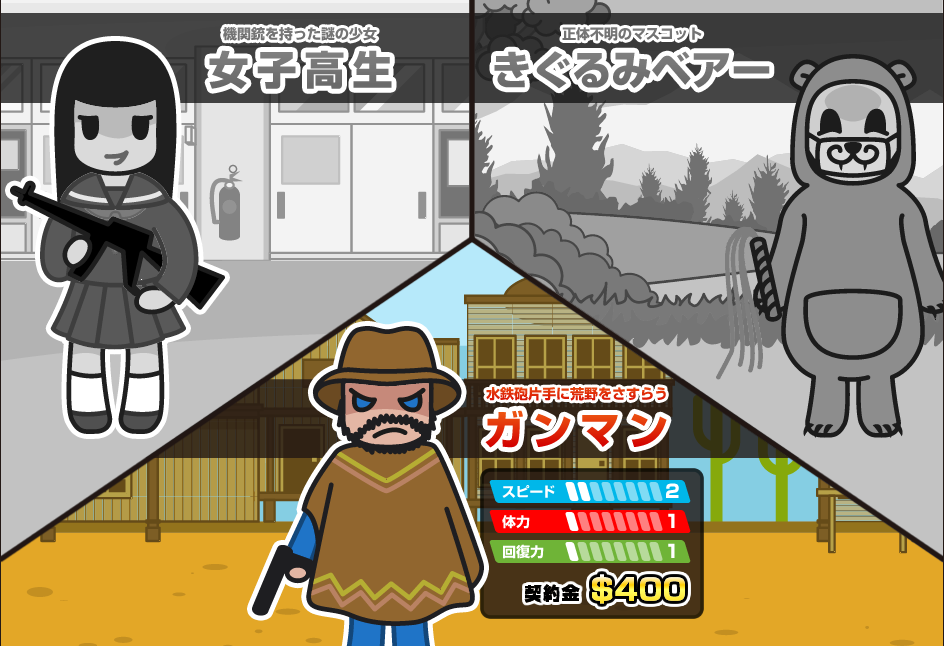 機関銃を持った謎の少女
女子高生
正体不明のマスコット
きぐるみベアー
水鉄砲片手に荒野をさすらう
ガンマン
スピード 2
体力 1
回復力 1
契約金 $400